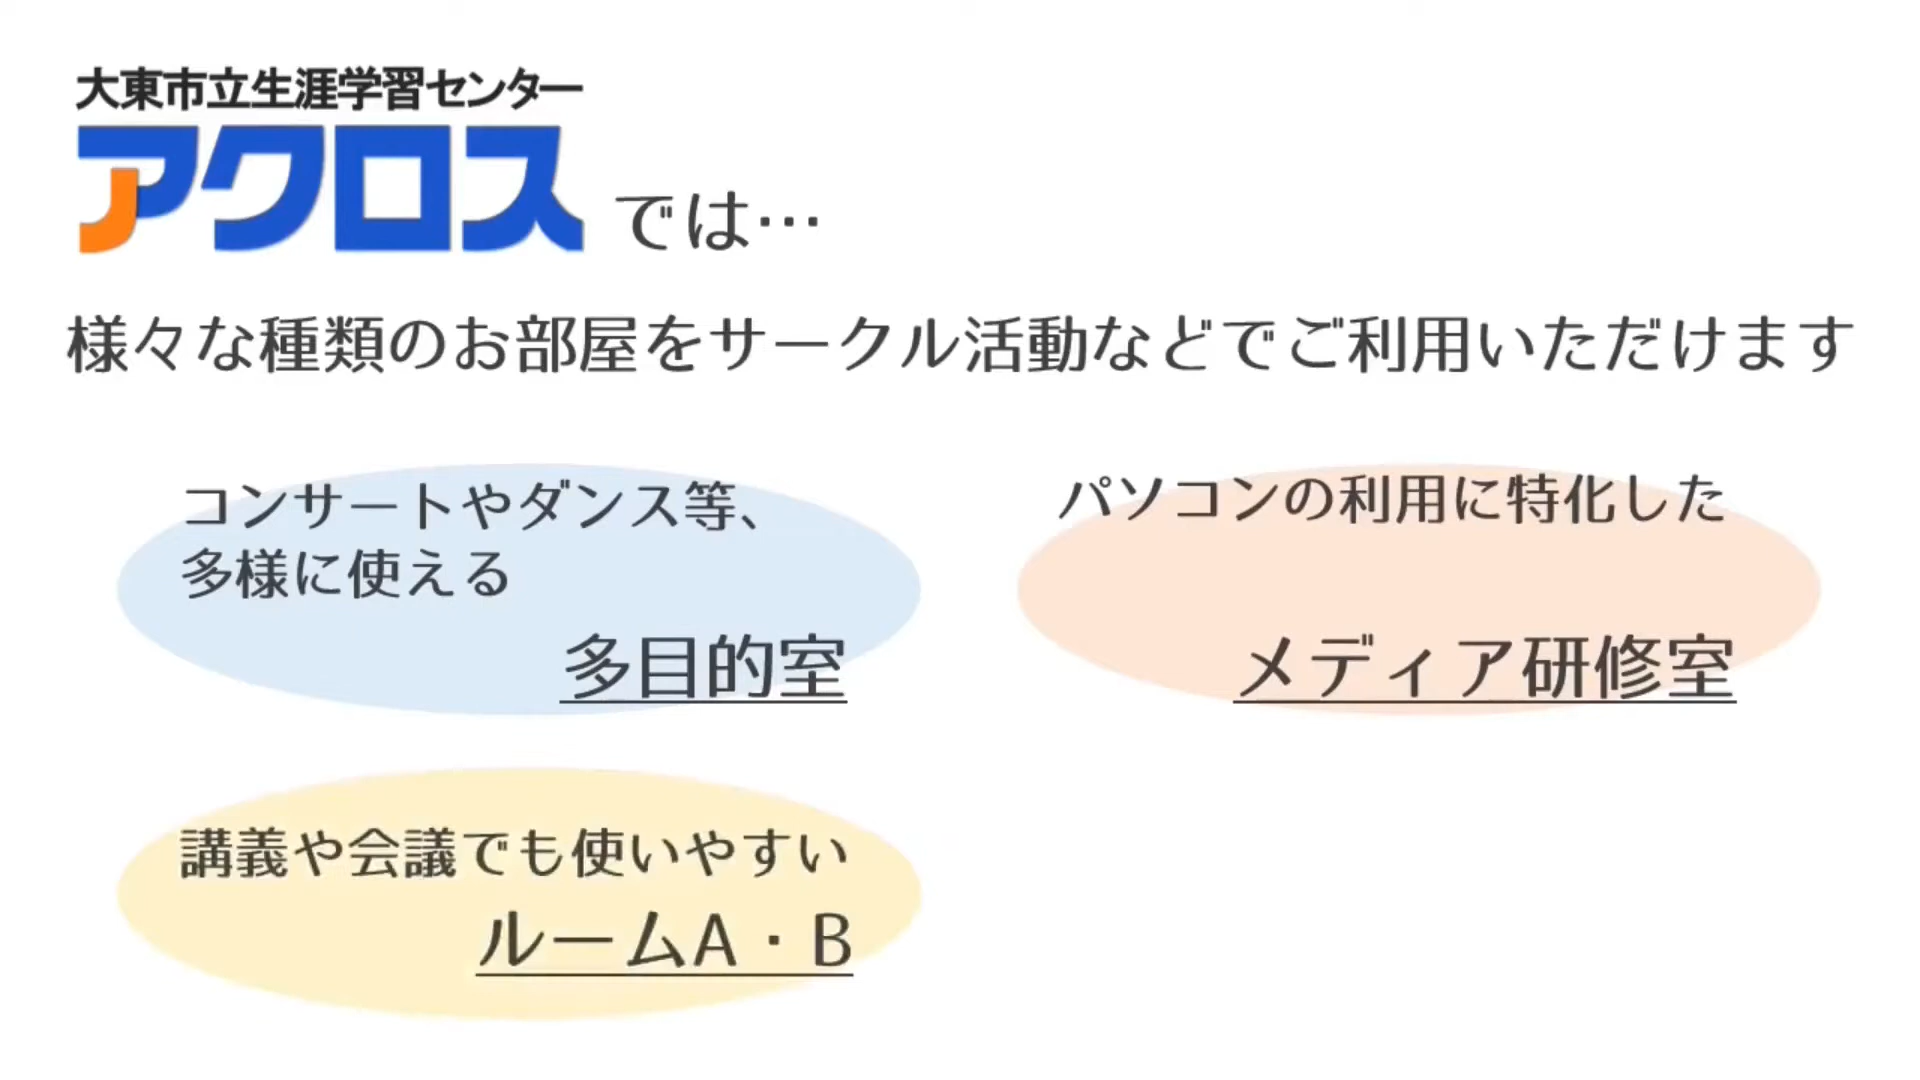 大東市立生涯学習センター
アクロス では…
様々な種類のお部屋をサークル活動などでご利用いただけます
コンサートやダンス等、
多様に使える
多目的室
パソコンの利用に特化した
メディア研修室
講義や会議でも使いやすい
ルームA・B